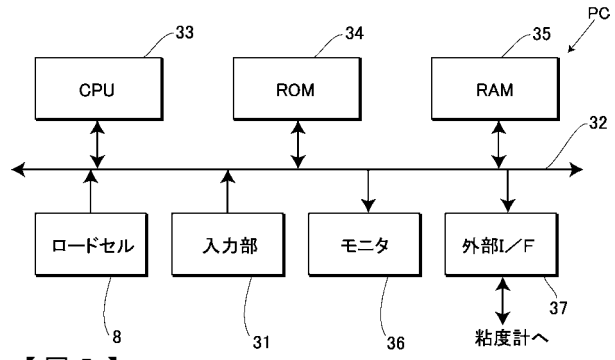 PC
33
34
35
CPU
ROM
RAM
32
ロードセル
入力部
モニタ
外部I／F
8
31
36
37
粘度計へ